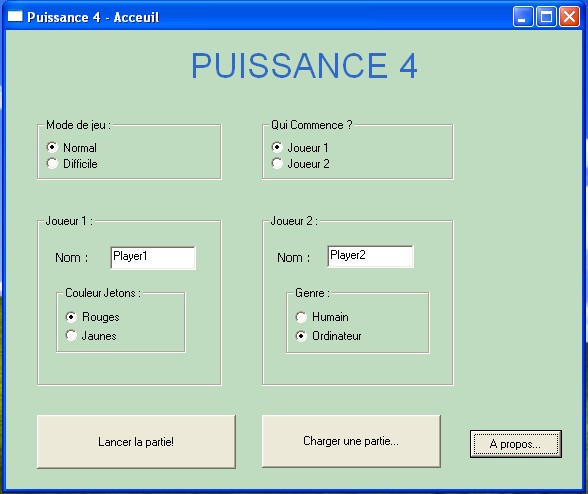 Puissance 4 - Acceuil
PUISSANCE 4
Mode de jeu :
Normal
Difficile
Qui Commence ?
Joueur 1
Joueur 2
Joueur 1 :
Nom :
Player1
Couleur Jetons :
Rouges
Jaunes
Joueur 2 :
Nom :
Player2
Genre :
Humain
Ordinateur
Lancer la partie!
Charger une partie...
A propos...